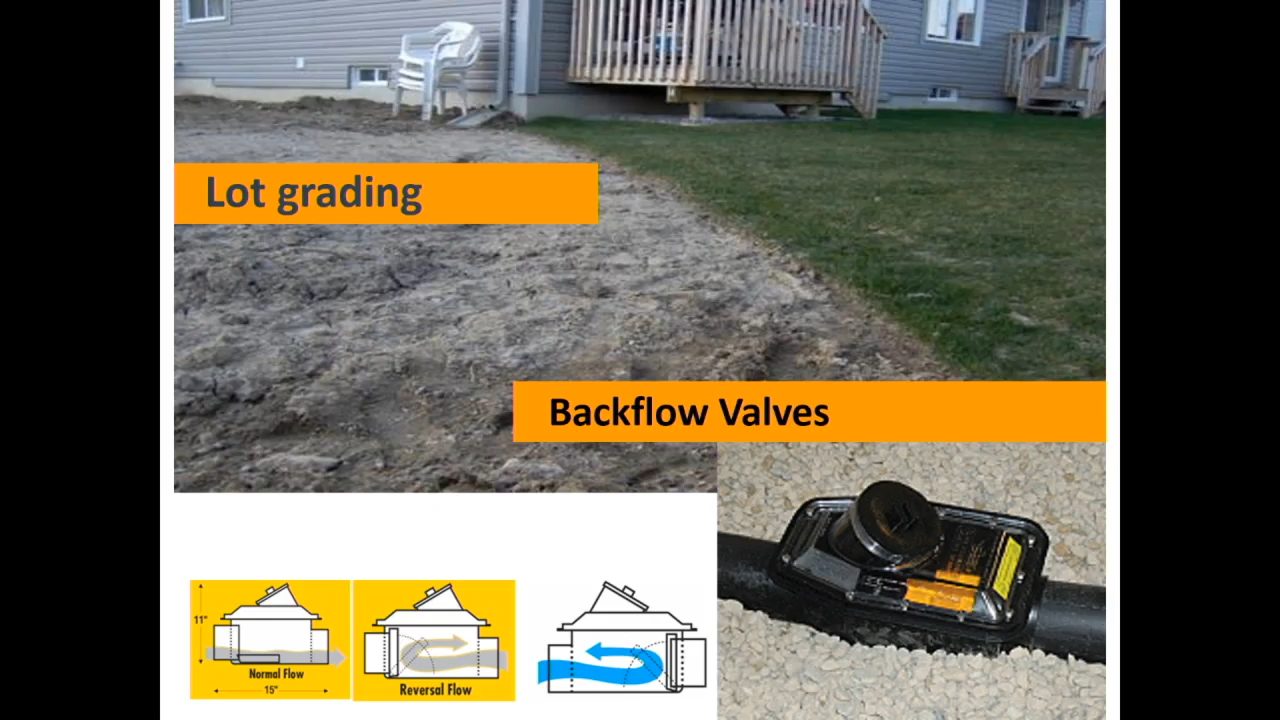 Lot grading
Backflow Valves
11"
Normal Flow
15"
Reversal Flow